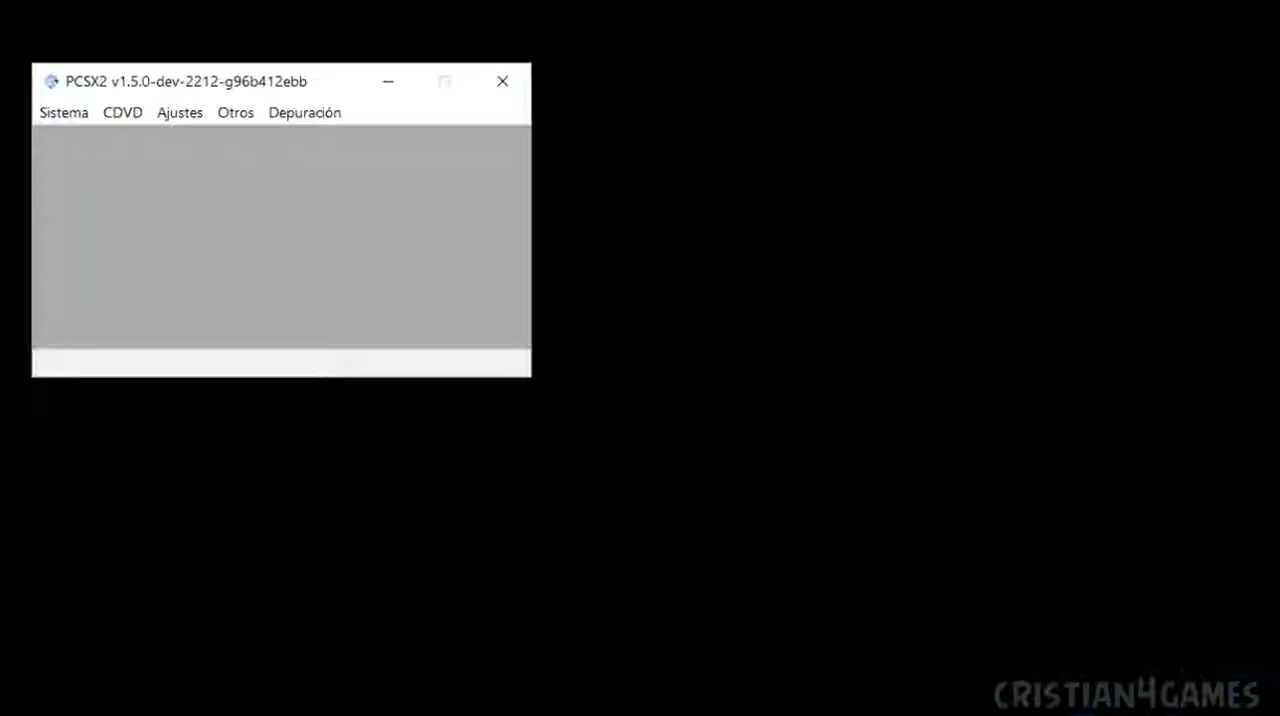 PCSX2 v1.5.0-dev-2212-g96b412ebb
Sistema CDVD Ajustes Otros Depuración
CRISTIAN4GAMES